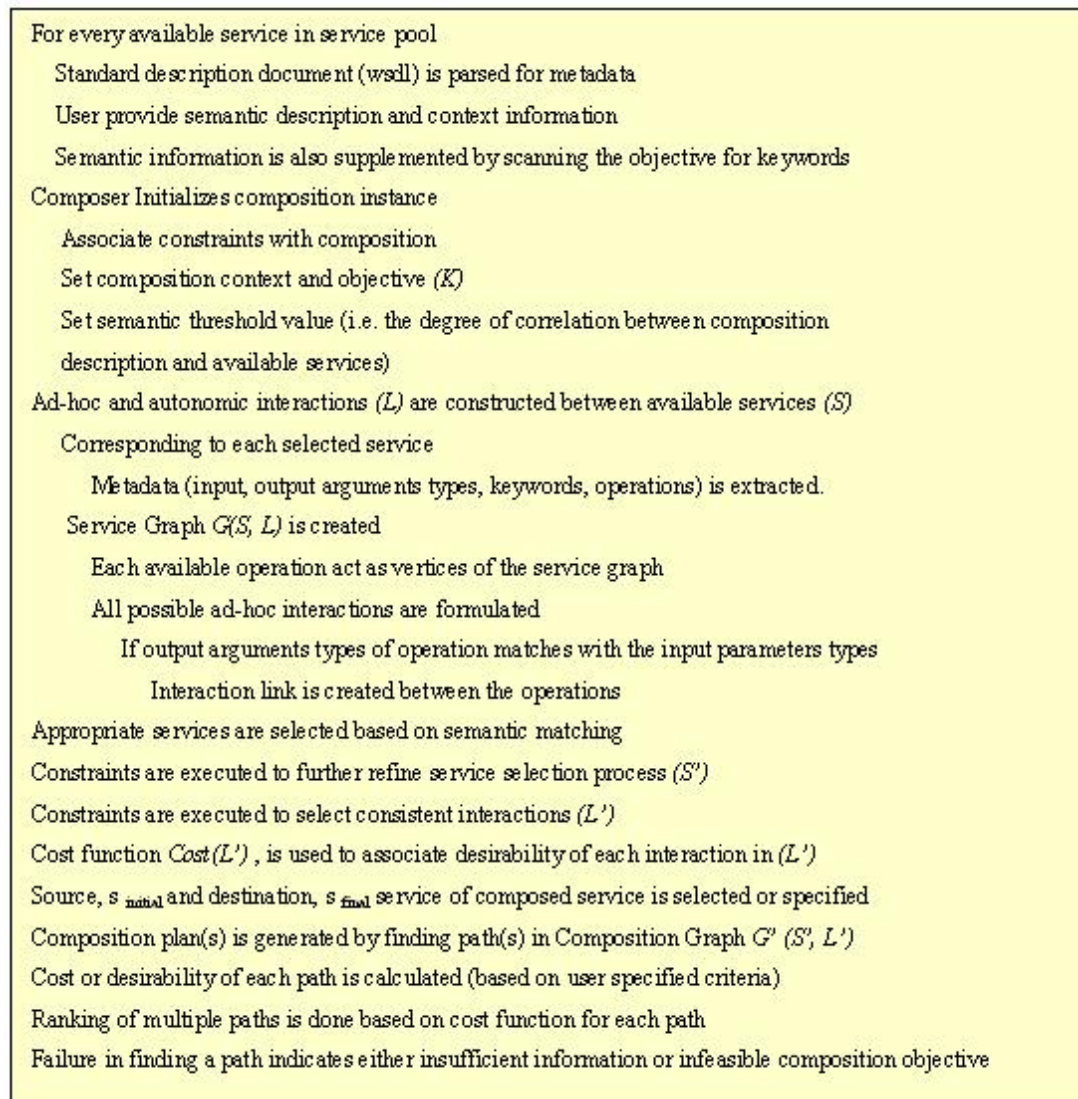 For every available service in service pool
Standard description document (wsdl) is parsed for metadata
User provide semantic description and context information
Semantic information is also supplemented by scanning the objective for keywords
Composer Initializes composition instance
Associate constraints with composition
Set composition context and objective (K)
Set semantic threshold value (i.e. the degree of correlation between composition
description and available services)
Ad-hoc and autonomic interactions (L) are constructed between available services (S)
Corresponding to each selected service
Metadata (input, output arguments types, keywords, operations) is extracted.
Service Graph G(S, L) is created
Each available operation act as vertices of the service graph
All possible ad-hoc interactions are formulated
If output arguments types of operation matches with the input parameters types
Interaction link is created between the operations
Appropriate services are selected based on semantic matching
Constraints are executed to further refine service selection process (S')
Constraints are executed to select consistent interactions (L')
Cost function Cost(L') , is used to associate desirability of each interaction in (L')
Source, s initial and destination, s final service of composed service is selected or specified
Composition plan(s) is generated by finding path(s) in Composition Graph G' (S', L')
Cost or desirability of each path is calculated (based on user specified criteria)
Ranking of multiple paths is done based on cost function for each path
Failure in finding a path indicates either insufficient information or infeasible composition objective